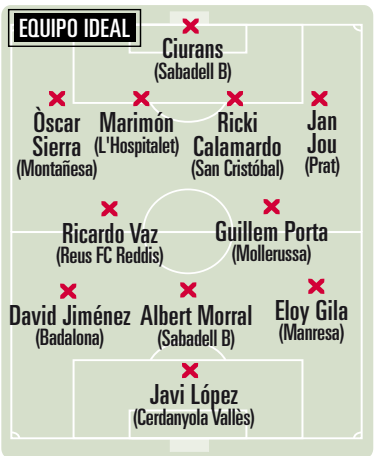 EQUIPO IDEAL
Ciurans
(Sabadell B)
Òscar
Sierra
(Montañesa)
Marimón
(L'Hospitalet)
Ricki
Calamardo
(San Cristóbal)
Jan
Jou
(Prat)
Ricardo Vaz
(Reus FC Reddis)
Guillem Porta
(Mollerussa)
David Jiménez
(Badalona)
Albert Morral
(Sabadell B)
Eloy Gila
(Manresa)
Javi López
(Cerdanyola Vallès)